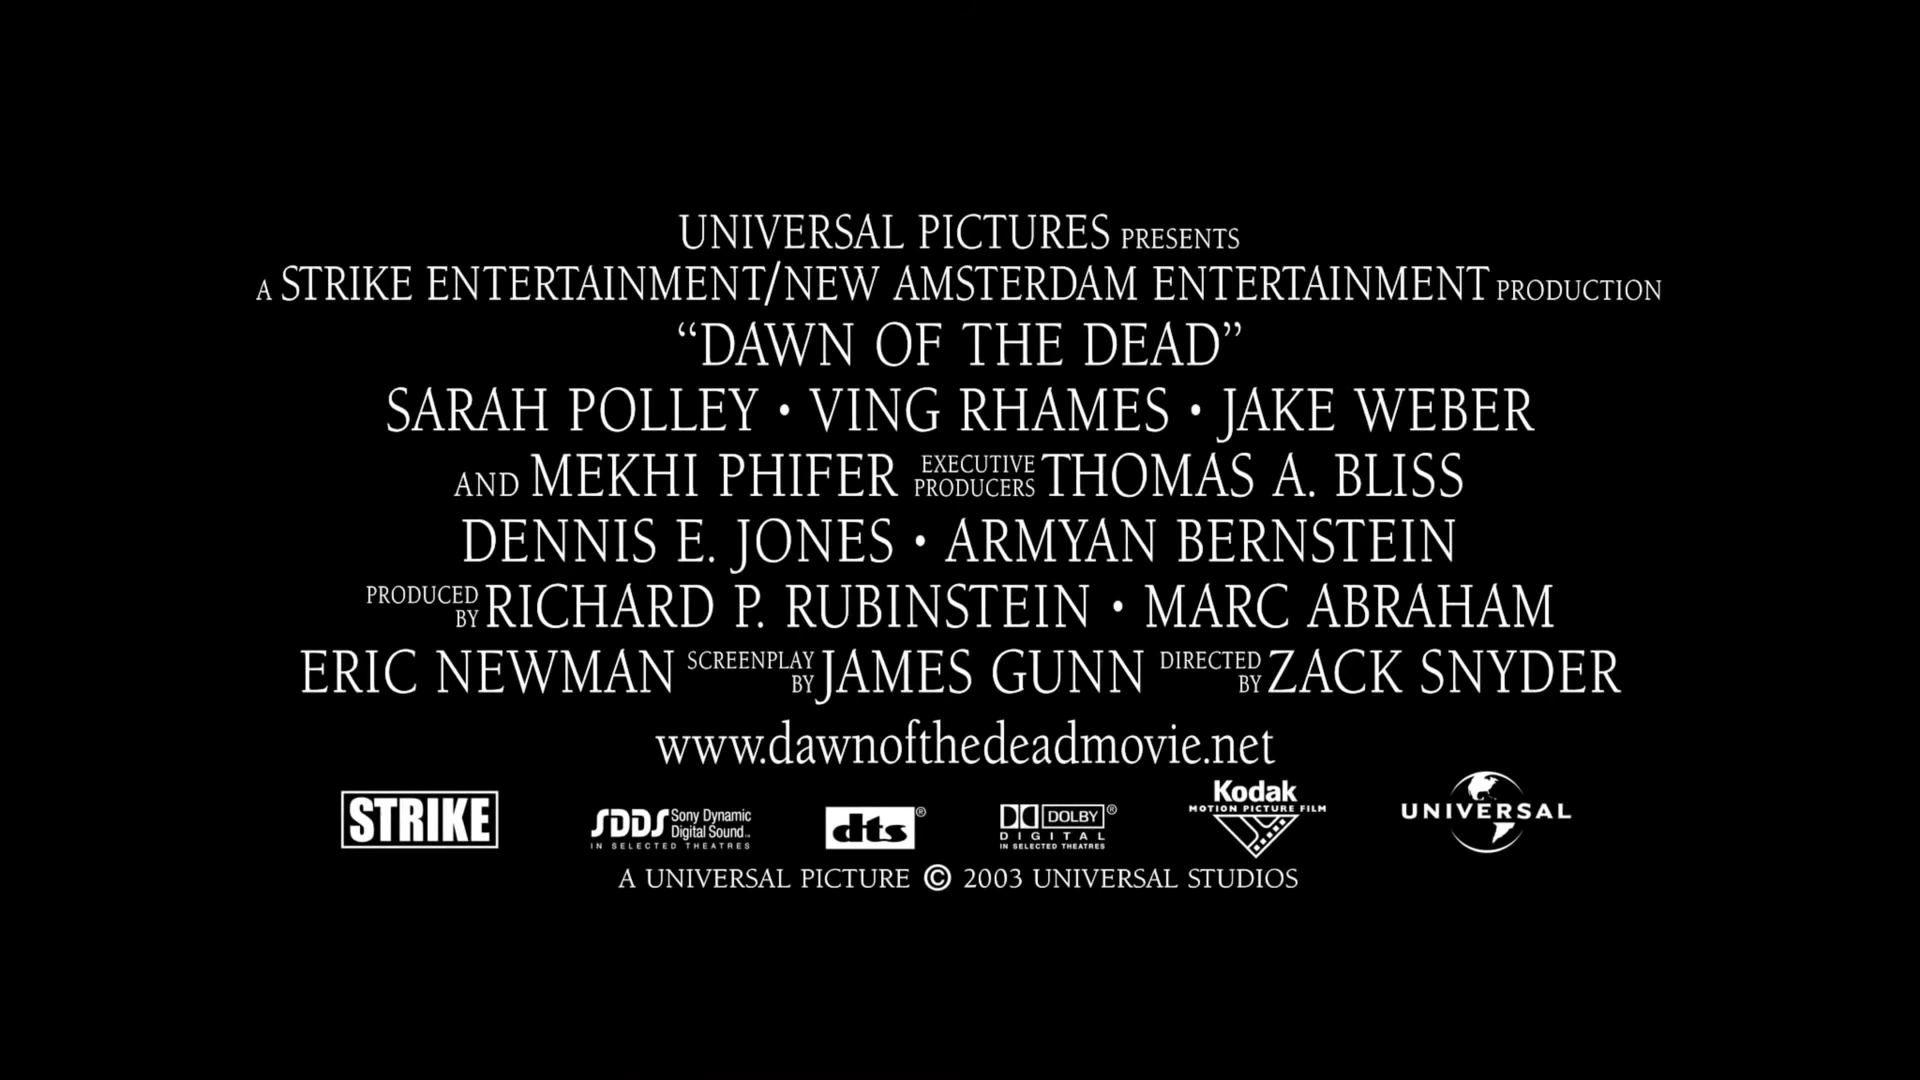 UNIVERSAL PICTURES PRESENTS
A STRIKE ENTERTAINMENT/NEW AMSTERDAM ENTERTAINMENT PRODUCTION
“DAWN OF THE DEAD”
SARAH POLLEY • VING RHAMES • JAKE WEBER
AND MEKHI PHIFER EXECUTIVE PRODUCERS THOMAS A. BLISS
DENNIS E. JONES • ARMYAN BERNSTEIN
PRODUCED BY RICHARD P. RUBINSTEIN • MARC ABRAHAM
ERIC NEWMAN SCREENPLAY BY JAMES GUNN DIRECTED BY ZACK SNYDER
www.dawnofthedeadmovie.net
STRIKE
SDDS Sony Dynamic Digital Sound™
IN SELECTED THEATRES
dts®
DOLBY®
DIGITAL
IN SELECTED THEATRES
Kodak
MOTION PICTURE FILM
UNIVERSAL
A UNIVERSAL PICTURE © 2003 UNIVERSAL STUDIOS